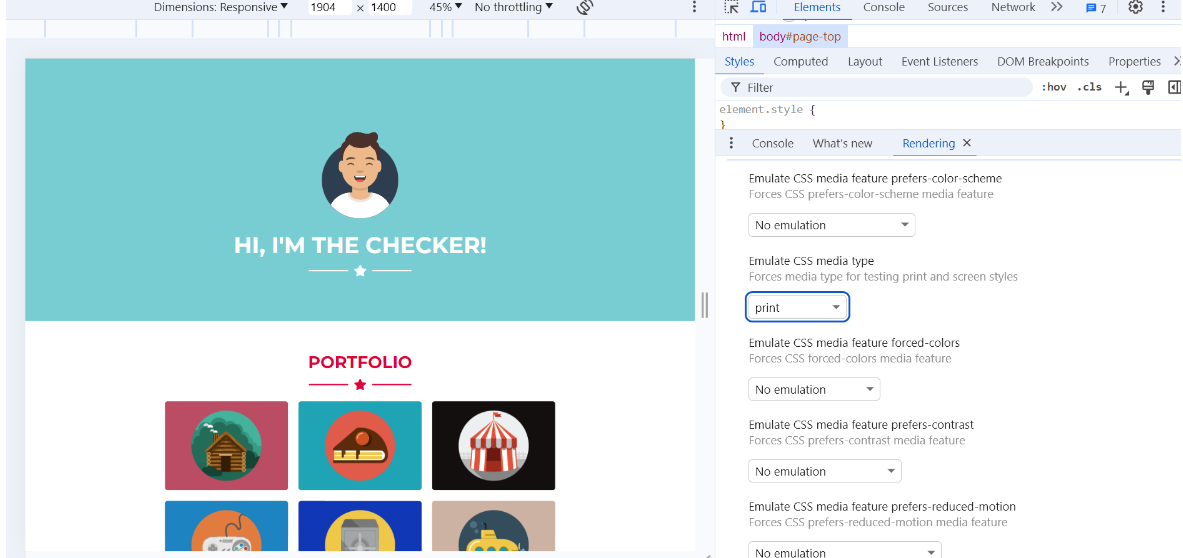 Dimensions: Responsive 1904 × 1400 45% No throttling
Elements Console Sources Network 7
html body#page-top
Styles Computed Layout Event Listeners DOM Breakpoints Properties
Filter :hov .cls
element.style {
}
Console What's new Rendering
Emulate CSS media feature prefers-color-scheme
Forces CSS prefers-color-scheme media feature
No emulation
Emulate CSS media type
Forces media type for testing print and screen styles
print
Emulate CSS media feature forced-colors
Forces CSS forced-colors media feature
No emulation
Emulate CSS media feature prefers-contrast
Forces CSS prefers-contrast media feature
No emulation
Emulate CSS media feature prefers-reduced-motion
Forces CSS prefers-reduced-motion media feature
No emulation
HI, I'M THE CHECKER!
PORTFOLIO